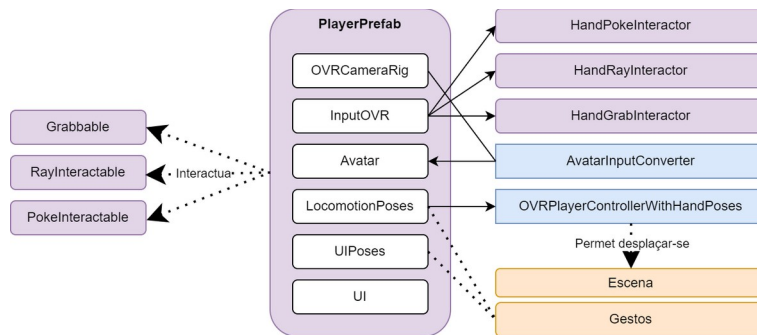 PlayerPrefab
OVRCameraRig
InputOVR
Avatar
LocomotionPoses
UIPoses
UI
Grabbable
RayInteractable
PokeInteractable
Interactua
HandPokeInteractor
HandRayInteractor
HandGrabInteractor
AvatarInputConverter
OVRPlayerControllerWithHandPoses
Permet desplaçar-se
Escena
Gestos